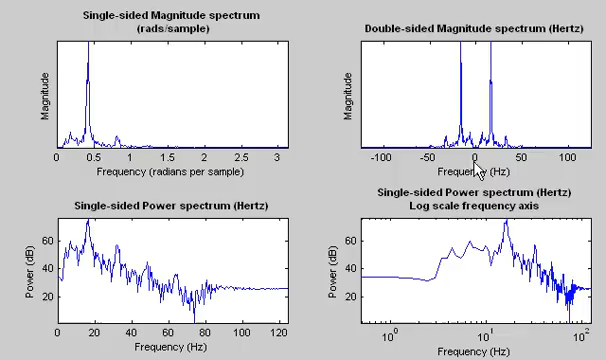 Single-sided Magnitude spectrum
(rads/sample)
Magnitude
0 0.5 1 1.5 2 2.5 3
Frequency (radians per sample)
Double-sided Magnitude spectrum (Hertz)
Magnitude
-100 -50 0 50 100
Frequency (Hz)
Single-sided Power spectrum (Hertz)
Power (dB)
60
40
20
0 20 40 60 80 100 120
Frequency (Hz)
Single-sided Power spectrum (Hertz)
Log scale frequency axis
Power (dB)
60
40
20
10^0 10^1 10^2
Frequency (Hz)